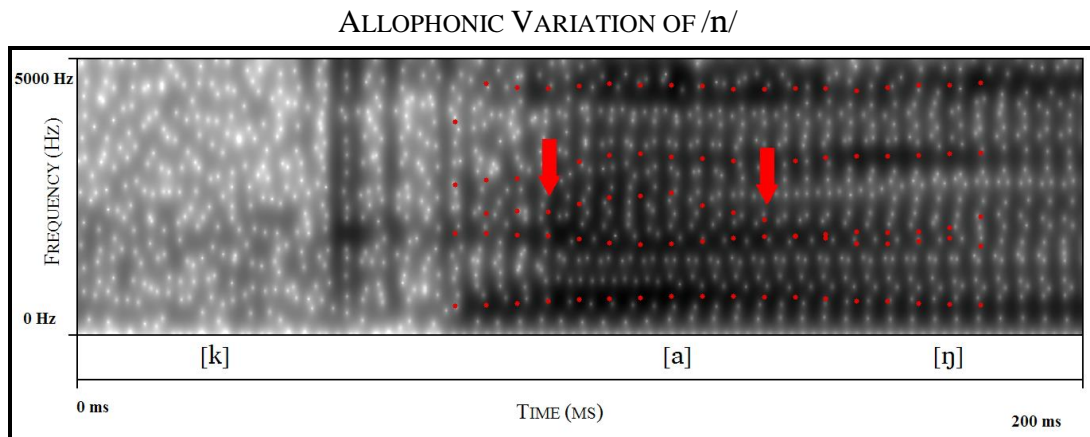 ALLOPHONIC VARIATION OF /n/
5000 Hz
FREQUENCY (HZ)
0 Hz
[k] [a] [ŋ]
0 ms TIME (MS) 200 ms